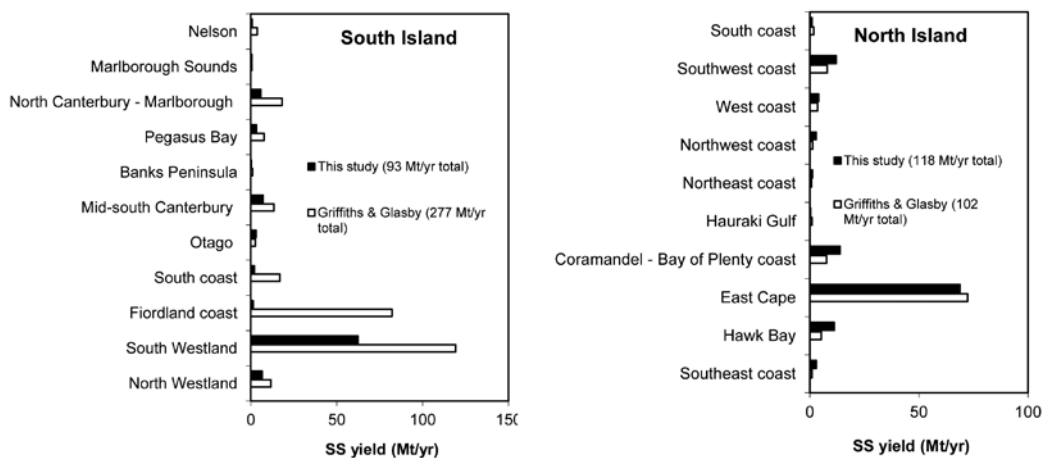 South Island
Nelson
Marlborough Sounds
North Canterbury - Marlborough
Pegasus Bay
Banks Peninsula
Mid-south Canterbury
Otago
South coast
Fiordland coast
South Westland
North Westland
This study (93 Mt/yr total)
Griffiths & Glasby (277 Mt/yr
total)
0 50 100 150
SS yield (Mt/yr)
North Island
South coast
Southwest coast
West coast
Northwest coast
Northeast coast
Hauraki Gulf
Coramandel - Bay of Plenty coast
East Cape
Hawk Bay
Southeast coast
This study (118 Mt/yr total)
Griffiths & Glasby (102
Mt/yr total)
0 50 100
SS yield (Mt/yr)